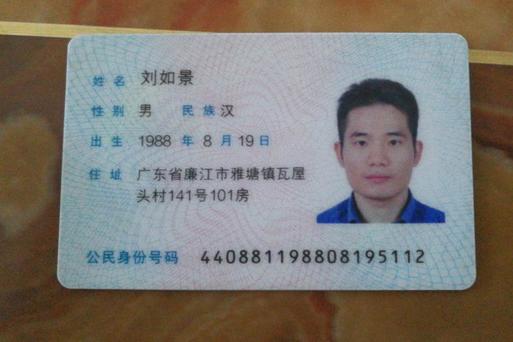 姓名 刘如景
性别 男 民族 汉
出生 1988 年 8 月 19 日
住址 广东省廉江市雅塘镇瓦屋
头村141号101房
公民身份号码 440881198808195112